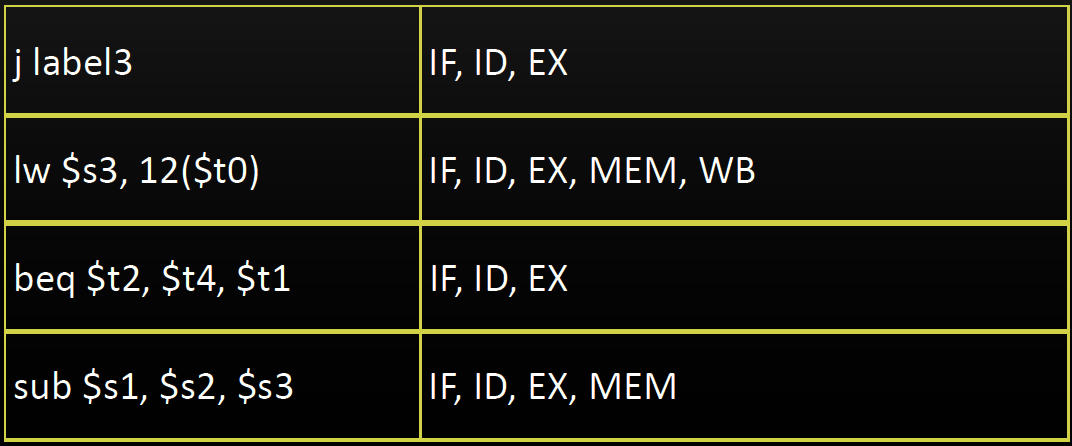 j label3
IF, ID, EX
lw $s3, 12($t0)
IF, ID, EX, MEM, WB
beq $t2, $t4, $t1
IF, ID, EX
sub $s1, $s2, $s3
IF, ID, EX, MEM